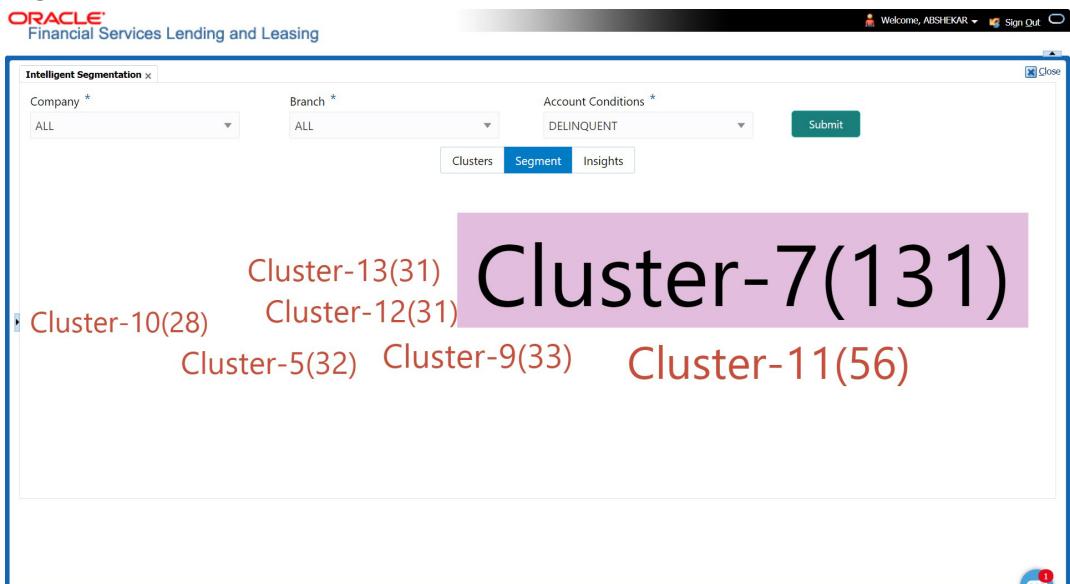 ORACLE®
Financial Services Lending and Leasing
Welcome, ABSHEKAR
Sign Out
Intelligent Segmentation x
Close
Company *
Branch *
Account Conditions *
ALL
ALL
DELINQUENT
Submit
Clusters
Segment
Insights
Cluster-7(131)
Cluster-13(31)
Cluster-12(31)
Cluster-10(28)
Cluster-5(32)
Cluster-9(33)
Cluster-11(56)
1